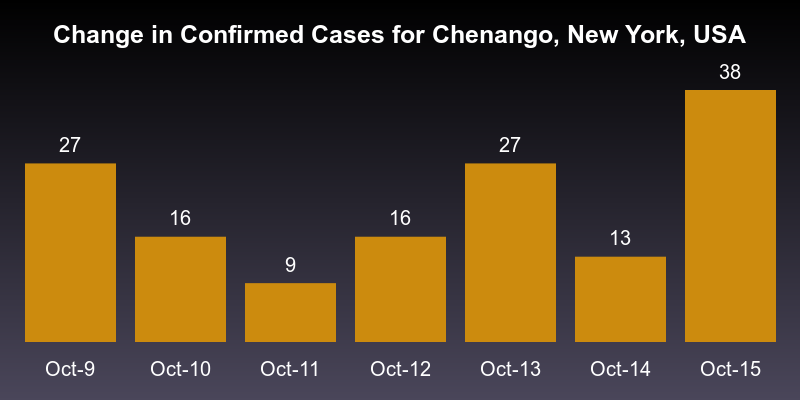 Change in Confirmed Cases for Chenango, New York, USA
27
16
9
16
27
13
38
Oct-9
Oct-10
Oct-11
Oct-12
Oct-13
Oct-14
Oct-15